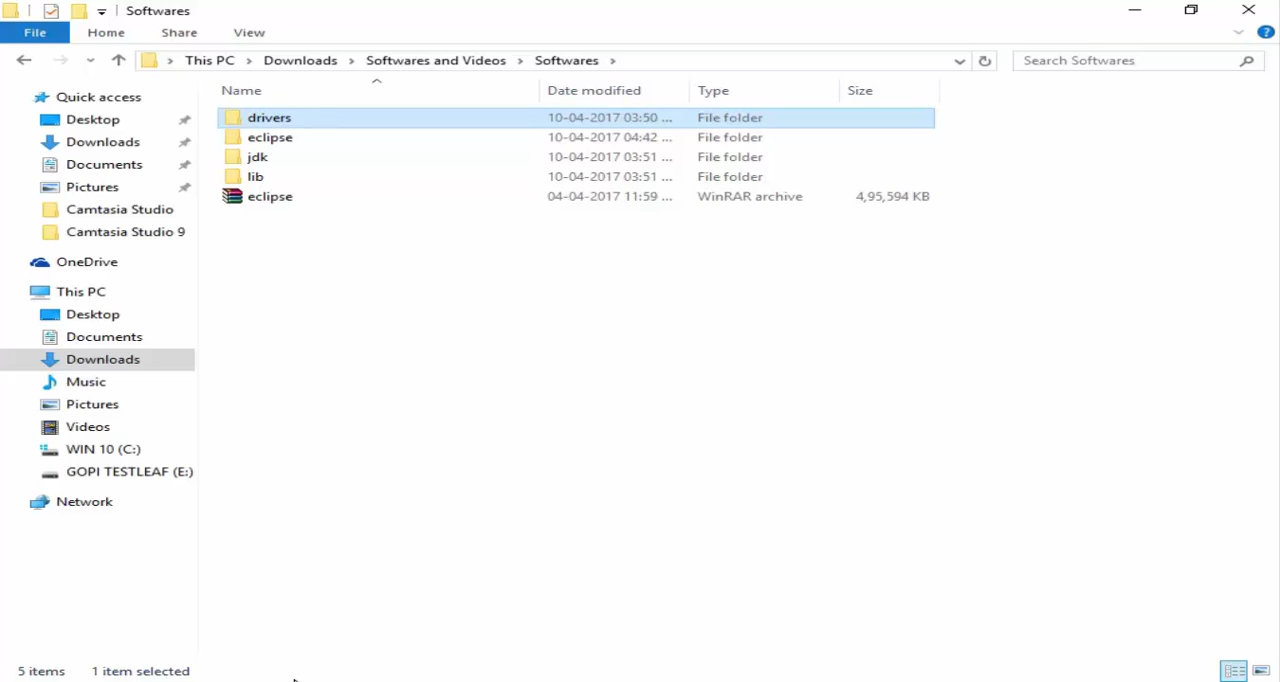 Softwares
File Home Share View
This PC Downloads Softwares and Videos Softwares Search Softwares
Name Date modified Type Size
Quick access
Desktop
Downloads
Documents
Pictures
Camtasia Studio
Camtasia Studio 9
OneDrive
This PC
Desktop
Documents
Downloads
Music
Pictures
Videos
WIN 10 (C:)
GOPI TESTLEAF (E:)
Network
drivers 10-04-2017 03:50 ... File folder
eclipse 10-04-2017 04:42 ... File folder
jdk 10-04-2017 03:51 ... File folder
lib 10-04-2017 03:51 ... File folder
eclipse 04-04-2017 11:59 ... WinRAR archive 4,95,594 KB
5 items 1 item selected